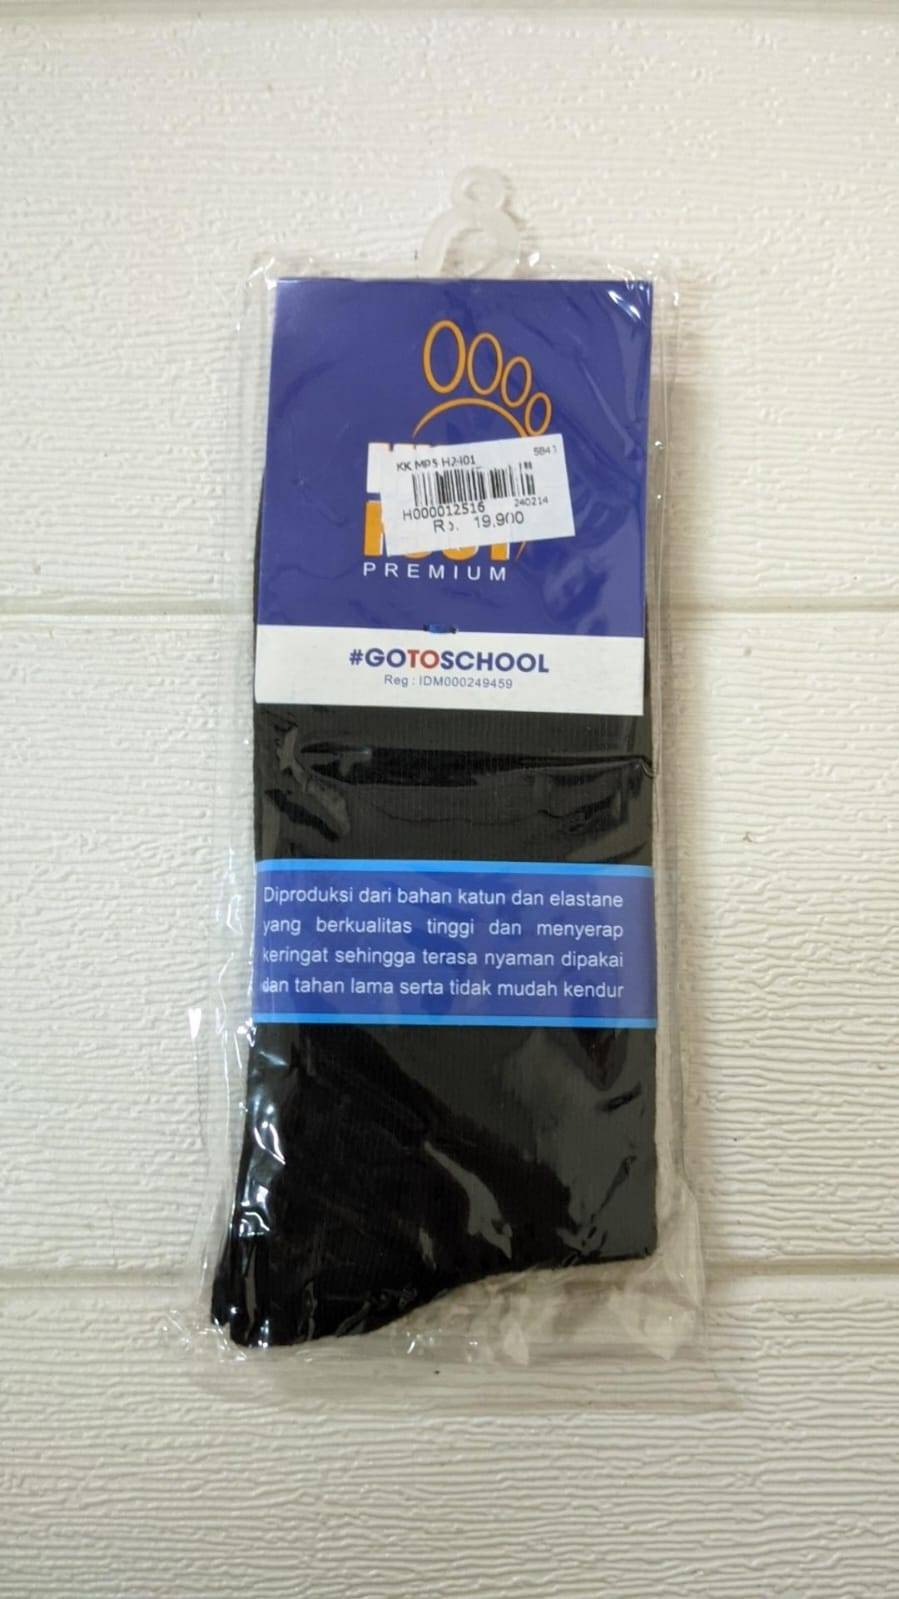 KK MPS H2401
5841
H000012516
240214
Rp. 19,900
PREMIUM
#GOTOSCHOOL
Reg : IDM000249459
Diproduksi dari bahan katun dan elastane
yang berkualitas tinggi dan menyerap
keringat sehingga terasa nyaman dipakai
dan tahan lama serta tidak mudah kendur